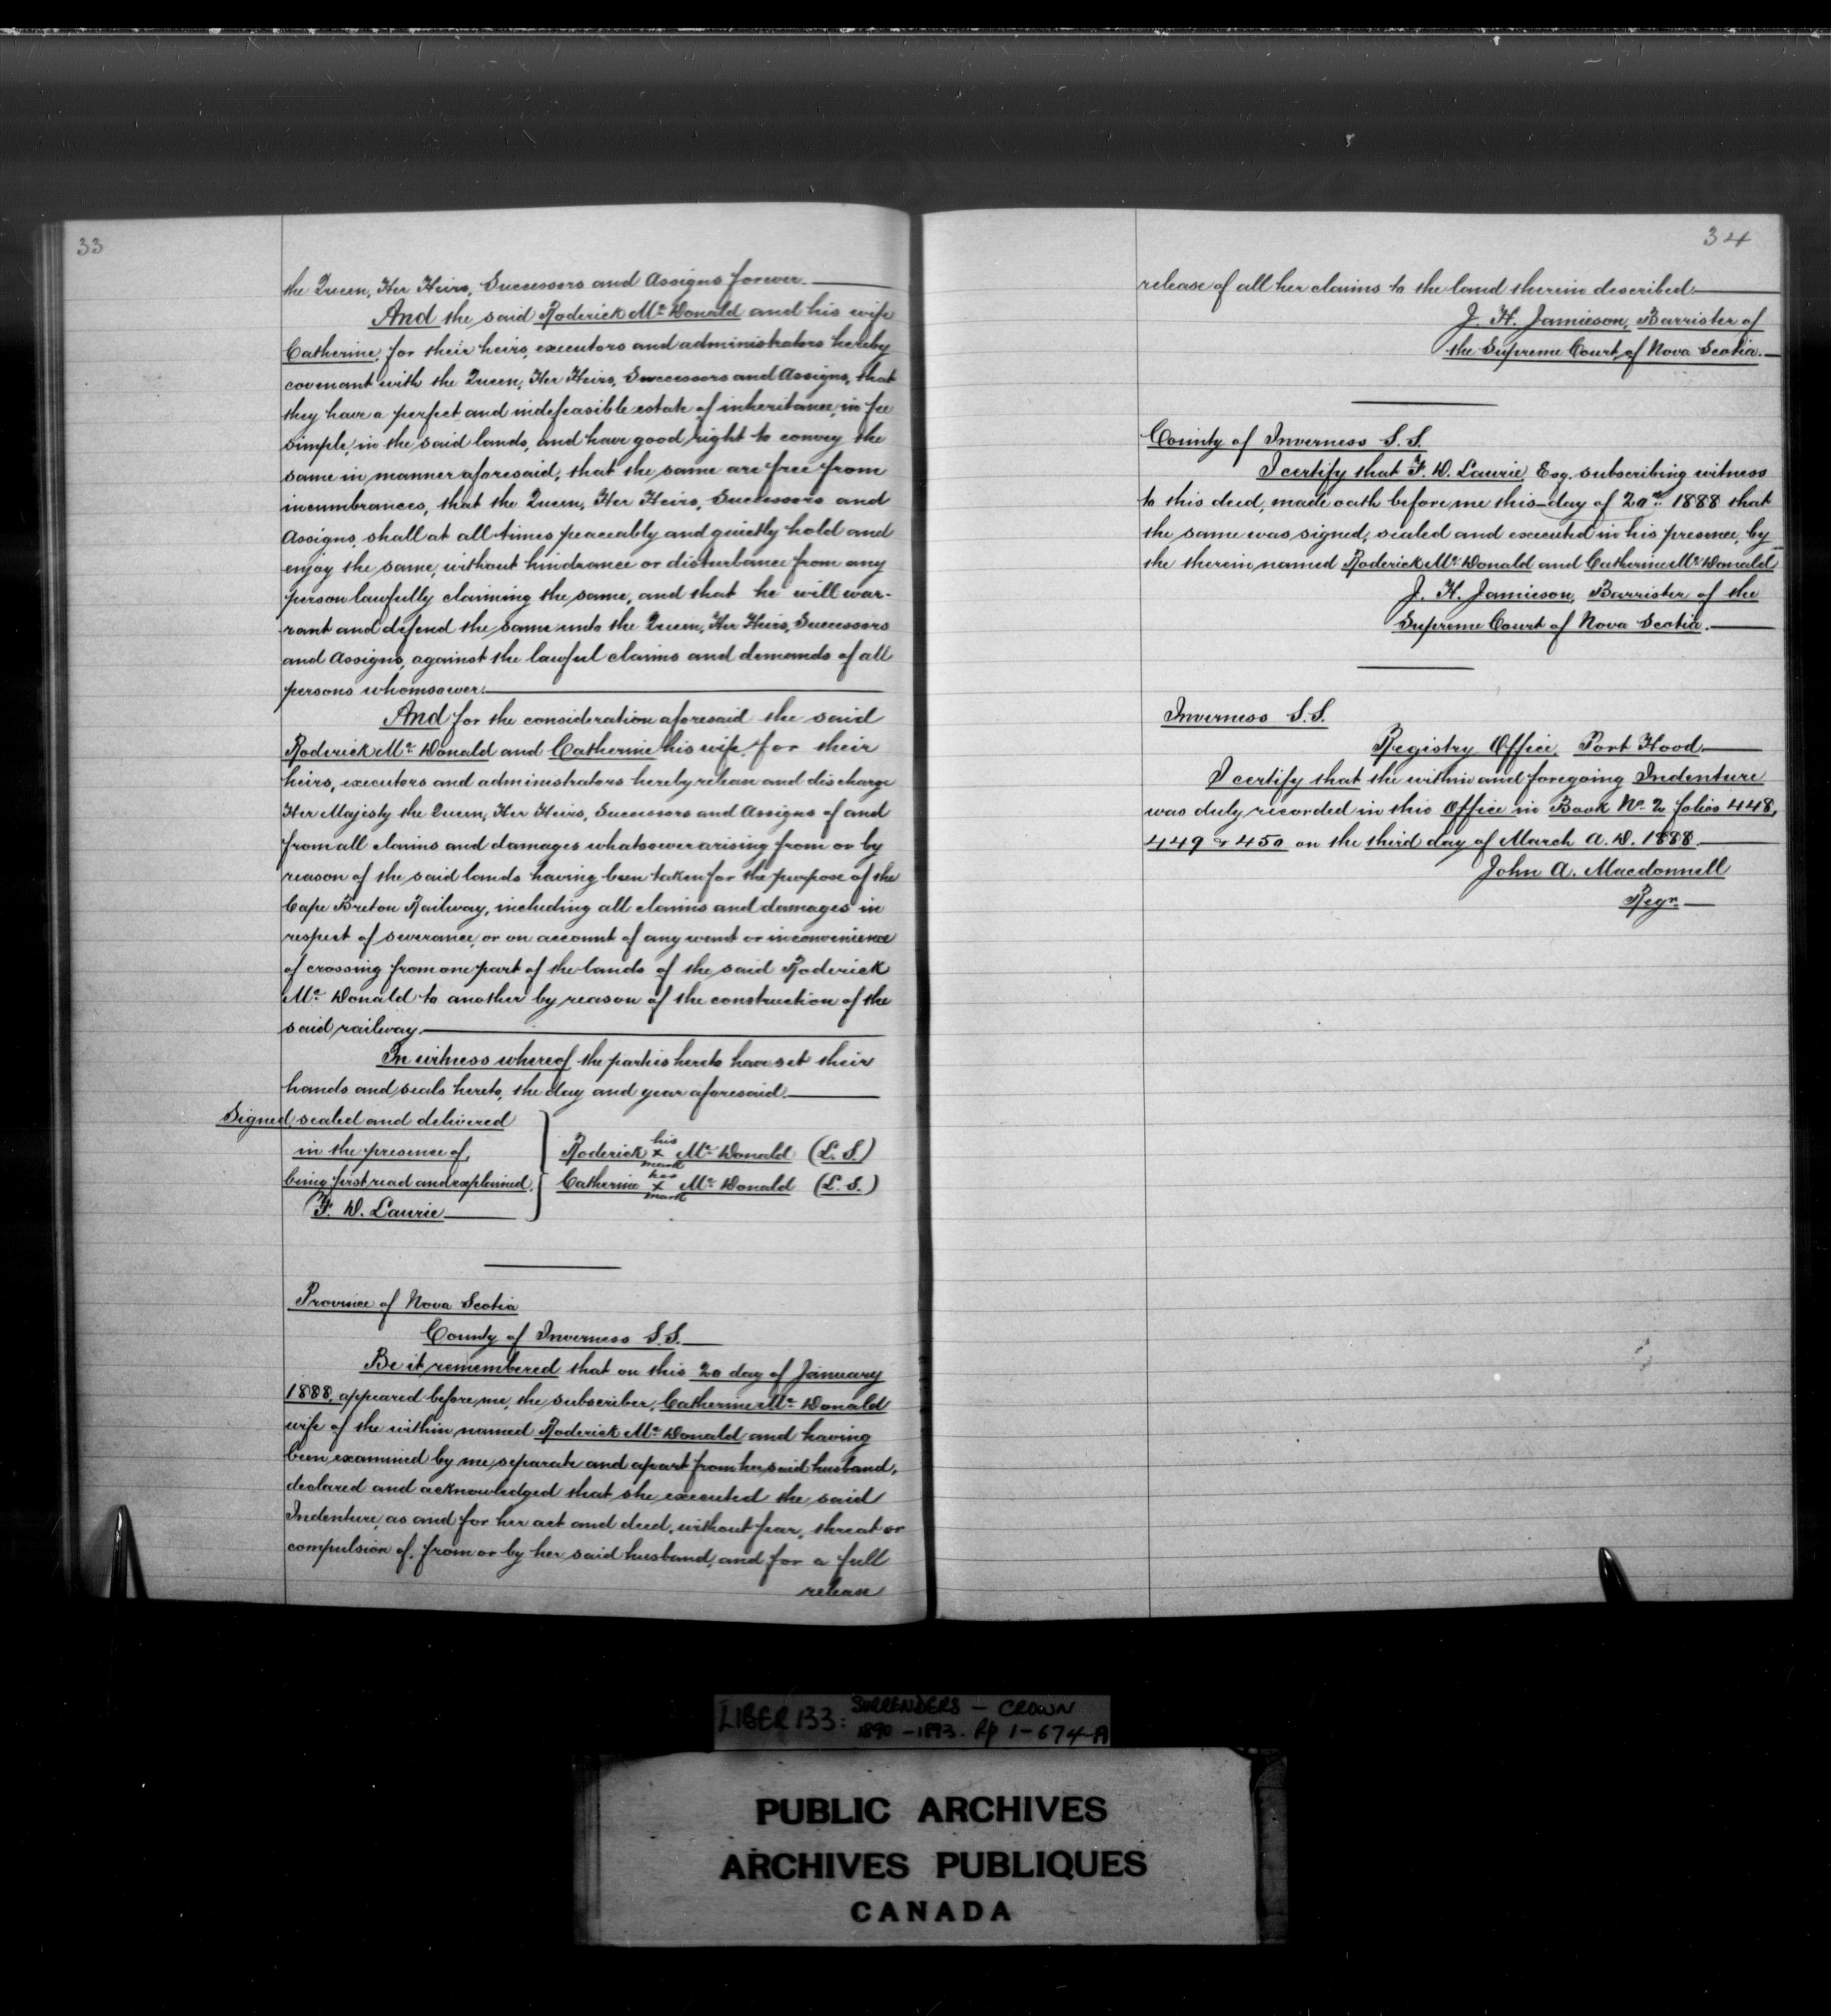 33
the Queen, Her Heirs, Successors and Assigns forever.
And the said Roderick Mc Donald and his wife
Catherine, for their heirs, executors and administrators hereby
covenant with the Queen, Her Heirs, Successors and Assigns, that
they have a perfect and indefeasible estate of inheritance, in fee
simple, in the said lands, and have good right to convey the
same in manner aforesaid, that the same are free from
incumbrances, that the Queen, Her Heirs, Successors and
Assigns, shall at all times peaceably and quietly hold and
enjoy the same, without hindrance or disturbance from any
person lawfully claiming the same, and that he will war-
rant and defend the same unto the Queen, Her Heirs, Successors
and Assigns, against the lawful claims and demands of all
persons whomsoever.
And for the consideration aforesaid the said
Roderick Mc Donald and Catherine his wife for their
heirs, executors and administrators hereby release and discharge
Her Majesty the Queen, Her Heirs, Successors and Assigns of and
from all claims and damages whatsoever arising from or by
reason of the said lands having been taken for the purpose of the
Cape Breton Railway, including all claims and damages in
respect of severance, or on account of any want or inconvenience
of crossing from one part of the lands of the said Roderick
Mc Donald to another by reason of the construction of the
said railway.
In witness whereof the parties hereto have set their
hands and seals hereto, the day and year aforesaid.
Signed, sealed and delivered
in the presence of,
being first read and explained.
F. W. Laurie
his
Roderick x Mc Donald (L. S.)
mark
her
Catherine x Mc Donald (L. S.)
mark
Province of Nova Scotia
County of Inverness S.S.
Be it remembered that on this 20 day of January
1888, appeared before me, the subscriber, Catherine Mc Donald
wife of the within named Roderick Mc Donald and having
been examined by me, separate and apart from her said husband,
declared and acknowledged that she executed the said
Indenture, as and for her act and deed, without fear, threat or
compulsion of, from or by her said husband, and for a full
release
34
release of all her claims to the land therein described.
J. H. Jamieson, Barrister of
the Supreme Court of Nova Scotia.
County of Inverness S.S.
I certify that F. W. Laurie Esq. subscribing witness
to this deed, made oath before me this day of 20th 1888 that
the same was signed, sealed and executed in his presence, by
the therein named Roderick Mc Donald and Catherine Mc Donald
J. H. Jamieson, Barrister of the
Supreme Court of Nova Scotia.
Inverness S.S.
Registry Office, Port Hood
I certify that the within and foregoing Indenture
was duly recorded in this Office in Book No. 2 folios 448,
449 & 450 on the third day of March A. D. 1888.
John A. Macdonnell
Regr.
LIBER 133: SURRENDERS - CROWN
1890 - 1893. Pp 1 - 674-A
PUBLIC ARCHIVES
ARCHIVES PUBLIQUES
CANADA